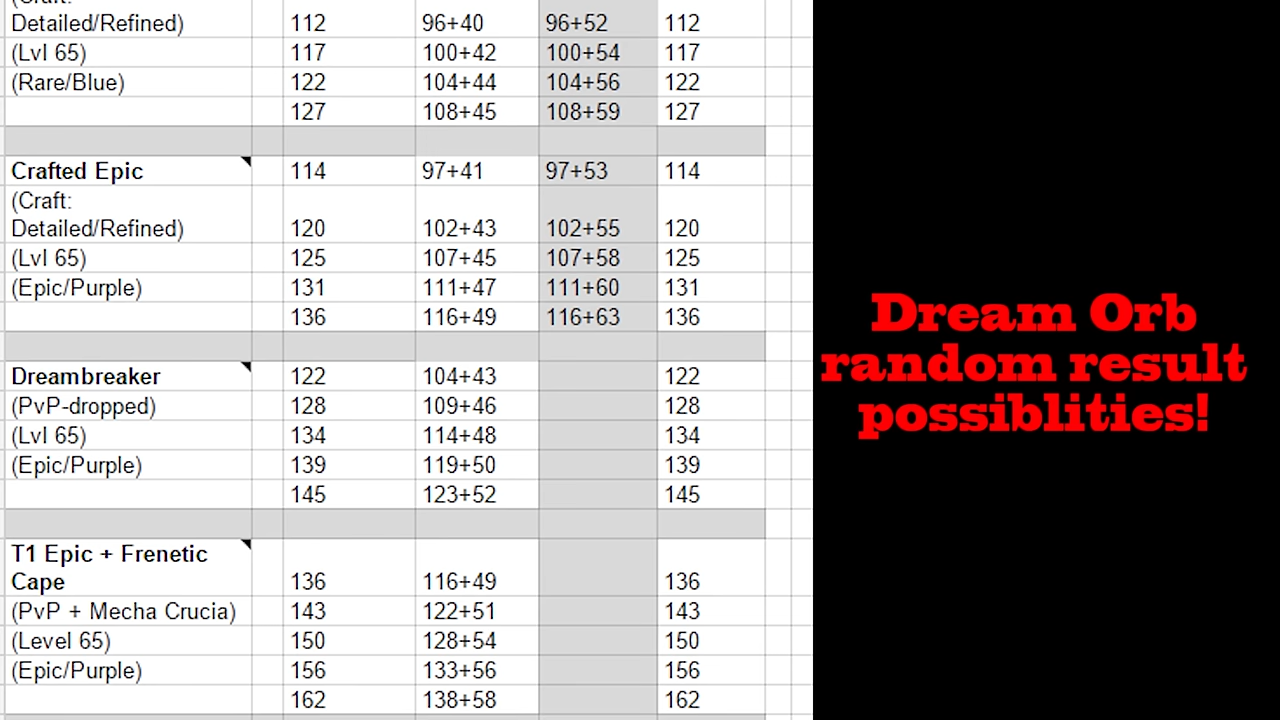 (Craft:
Detailed/Refined) 112 96+40 96+52 112
(Lvl 65) 117 100+42 100+54 117
(Rare/Blue) 122 104+44 104+56 122
127 108+45 108+59 127
Crafted Epic 114 97+41 97+53 114
(Craft:
Detailed/Refined) 120 102+43 102+55 120
(Lvl 65) 125 107+45 107+58 125
(Epic/Purple) 131 111+47 111+60 131
136 116+49 116+63 136
Dreambreaker 122 104+43 122
(PvP-dropped) 128 109+46 128
(Lvl 65) 134 114+48 134
(Epic/Purple) 139 119+50 139
145 123+52 145
T1 Epic + Frenetic
Cape 136 116+49 136
(PvP + Mecha Crucia) 143 122+51 143
(Level 65) 150 128+54 150
(Epic/Purple) 156 133+56 156
162 138+58 162
Dream Orb
random result
possiblities!